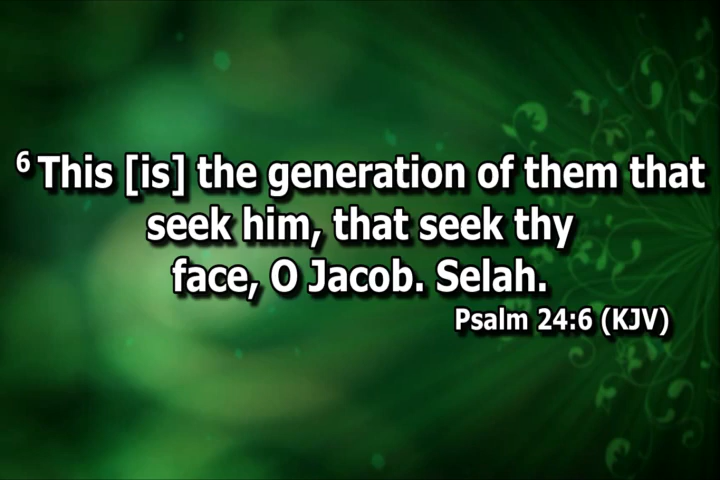 6 This [is] the generation of them that
seek him, that seek thy
face, O Jacob. Selah.
Psalm 24:6 (KJV)